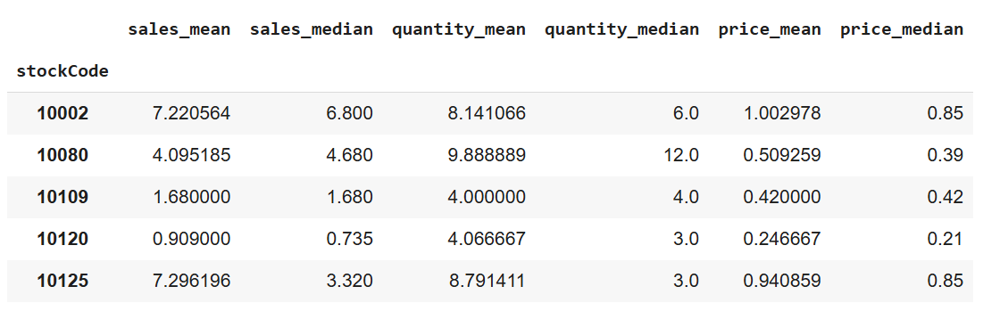 sales_mean sales_median quantity_mean quantity_median price_mean price_median
stockCode
10002 7.220564 6.800 8.141066 6.0 1.002978 0.85
10080 4.095185 4.680 9.888889 12.0 0.509259 0.39
10109 1.680000 1.680 4.000000 4.0 0.420000 0.42
10120 0.909000 0.735 4.066667 3.0 0.246667 0.21
10125 7.296196 3.320 8.791411 3.0 0.940859 0.85